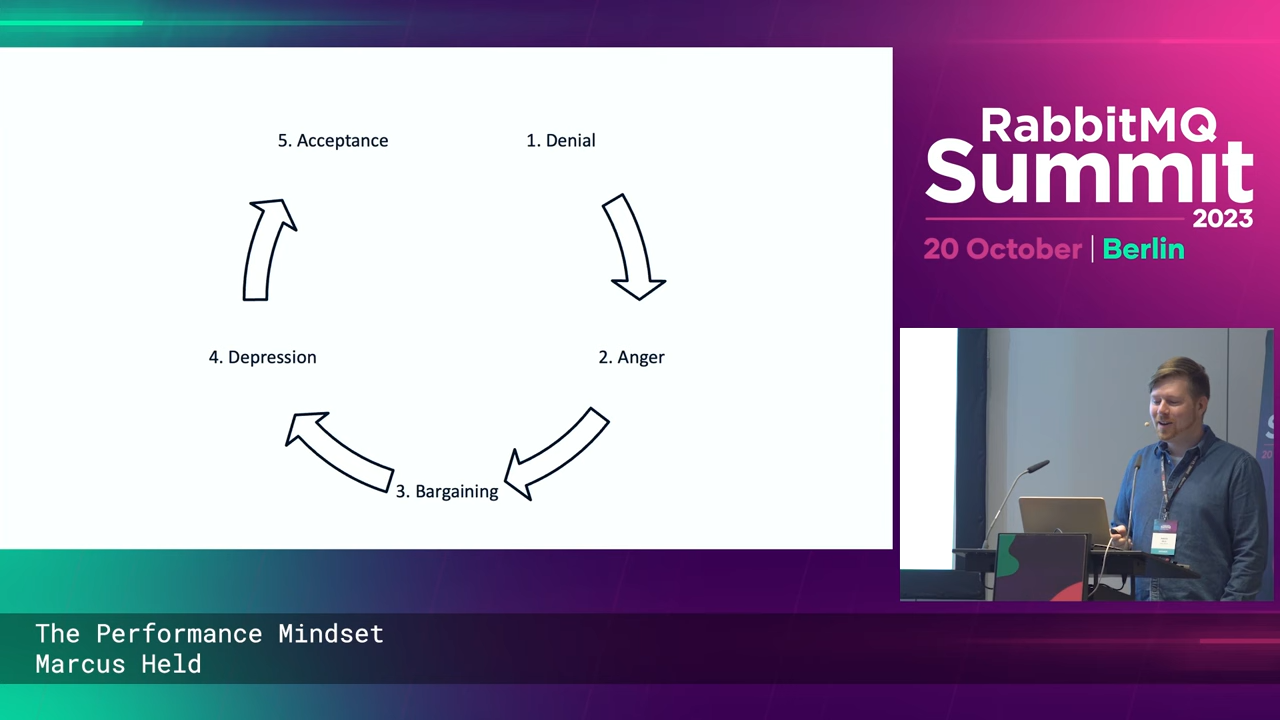 5. Acceptance
1. Denial
4. Depression
2. Anger
3. Bargaining
RabbitMQ
Summit
2023
20 October | Berlin
The Performance Mindset
Marcus Held